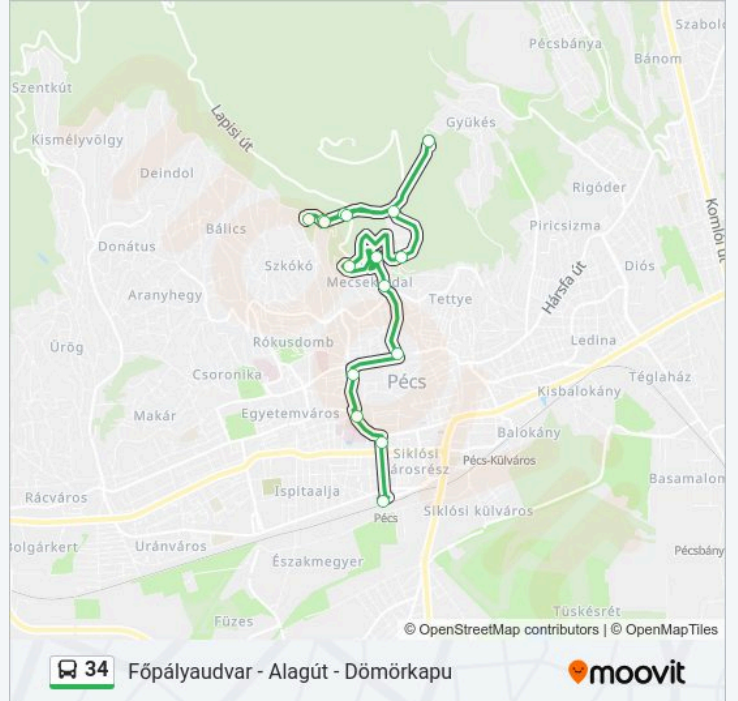 Szabolc
Pécsbánya
Bánom
Szentkút
Lapisi út
Gyükés
Kismélyvölgy
Deindol
Rigóder
Komlói út
Bálics
Piricsizma
Donátus
Szkókó
Diós
Mecsekoldal
Aranyhegy
Tettye
Hársfa út
Ürög
Rókusdomb
Ledina
Csoronika
Pécs
Téglaház
Kisbalokány
Makár
Egyetemváros
Balokány
Siklósi
városrész
Pécs-Külváros
Rácváros
Ispitaalja
Basamalom
Pécs
Siklósi külváros
Bolgárkert
Uránváros
Északmegyer
Pécsbány
Füzes
Tüskésrét
© OpenStreetMap contributors | © OpenMapTiles
34 Főpályaudvar - Alagút - Dömörkapu
moovit